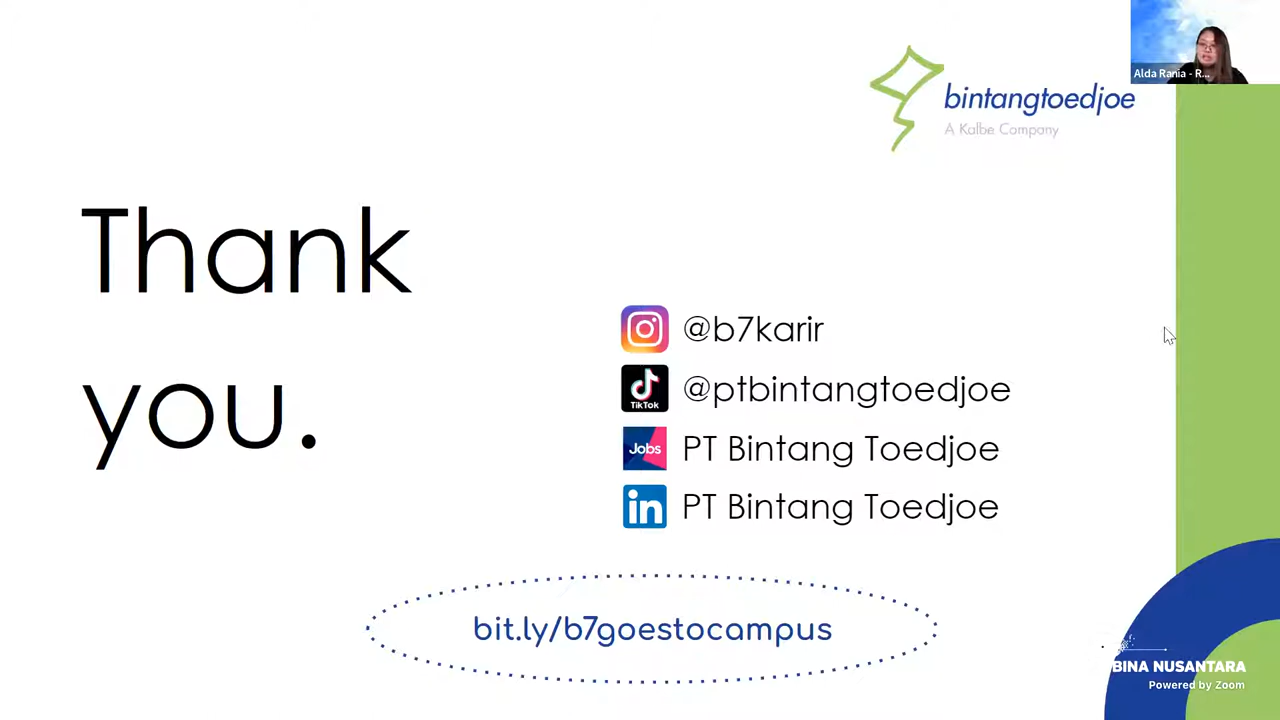 Alda Rania - R...
bintangtoedjoe
A Kalbe Company
Thank
you.
@b7karir
TikTok
@ptbintangtoedjoe
Jobs
PT Bintang Toedjoe
in
PT Bintang Toedjoe
bit.ly/b7goestocampus
BINA NUSANTARA
Powered by Zoom